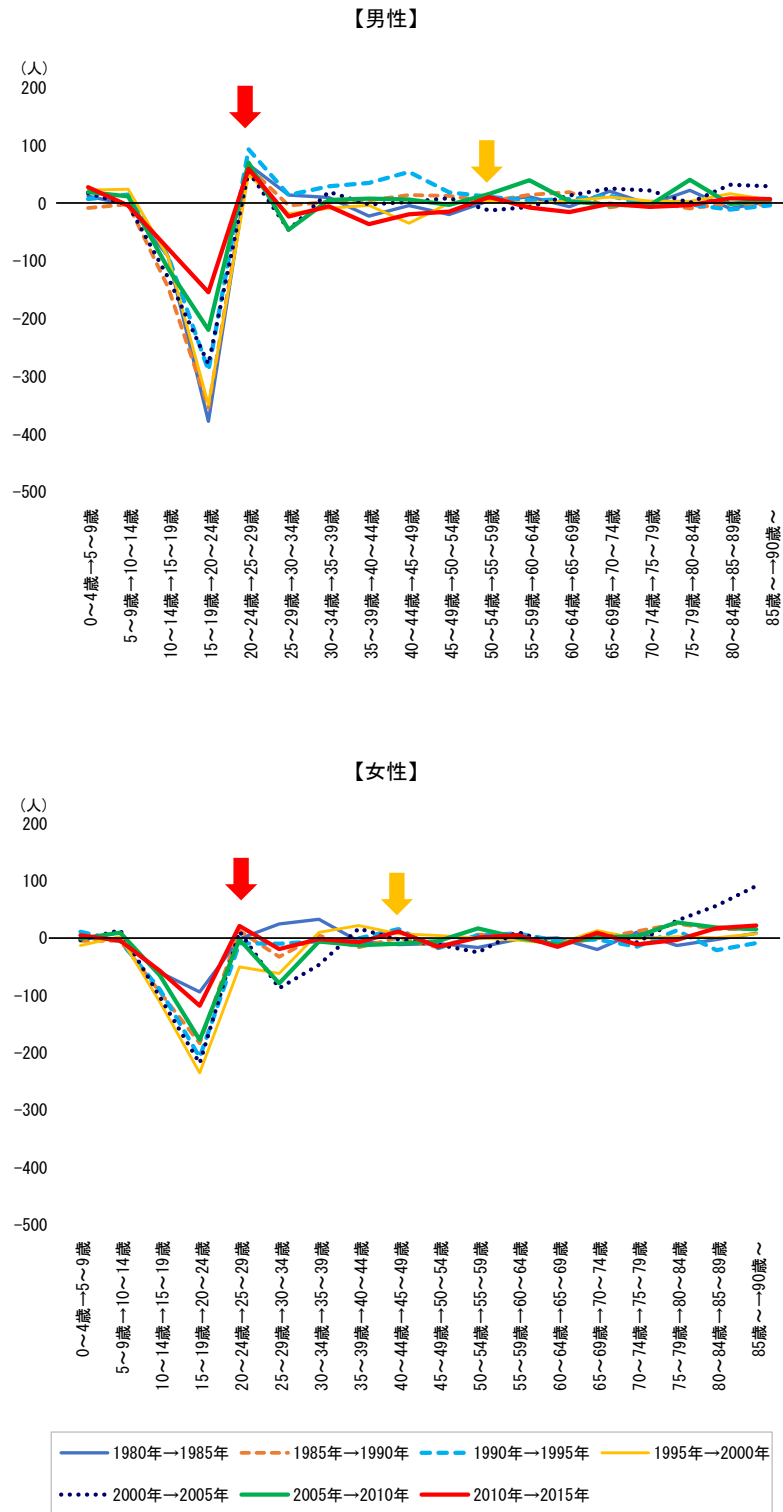 【男性】
(人)
200
100
0
-100
-200
-300
-400
-500
0～4歳→5～9歳
5～9歳→10～14歳
10～14歳→15～19歳
15～19歳→20～24歳
20～24歳→25～29歳
25～29歳→30～34歳
30～34歳→35～39歳
35～39歳→40～44歳
40～44歳→45～49歳
45～49歳→50～54歳
50～54歳→55～59歳
55～59歳→60～64歳
60～64歳→65～69歳
65～69歳→70～74歳
70～74歳→75～79歳
75～79歳→80～84歳
80～84歳→85～89歳
85歳～→90歳～
【女性】
(人)
200
100
0
-100
-200
-300
-400
-500
0～4歳→5～9歳
5～9歳→10～14歳
10～14歳→15～19歳
15～19歳→20～24歳
20～24歳→25～29歳
25～29歳→30～34歳
30～34歳→35～39歳
35～39歳→40～44歳
40～44歳→45～49歳
45～49歳→50～54歳
50～54歳→55～59歳
55～59歳→60～64歳
60～64歳→65～69歳
65～69歳→70～74歳
70～74歳→75～79歳
75～79歳→80～84歳
80～84歳→85～89歳
85歳～→90歳～
1980年→1985年 1985年→1990年 1990年→1995年 1995年→2000年
2000年→2005年 2005年→2010年 2010年→2015年